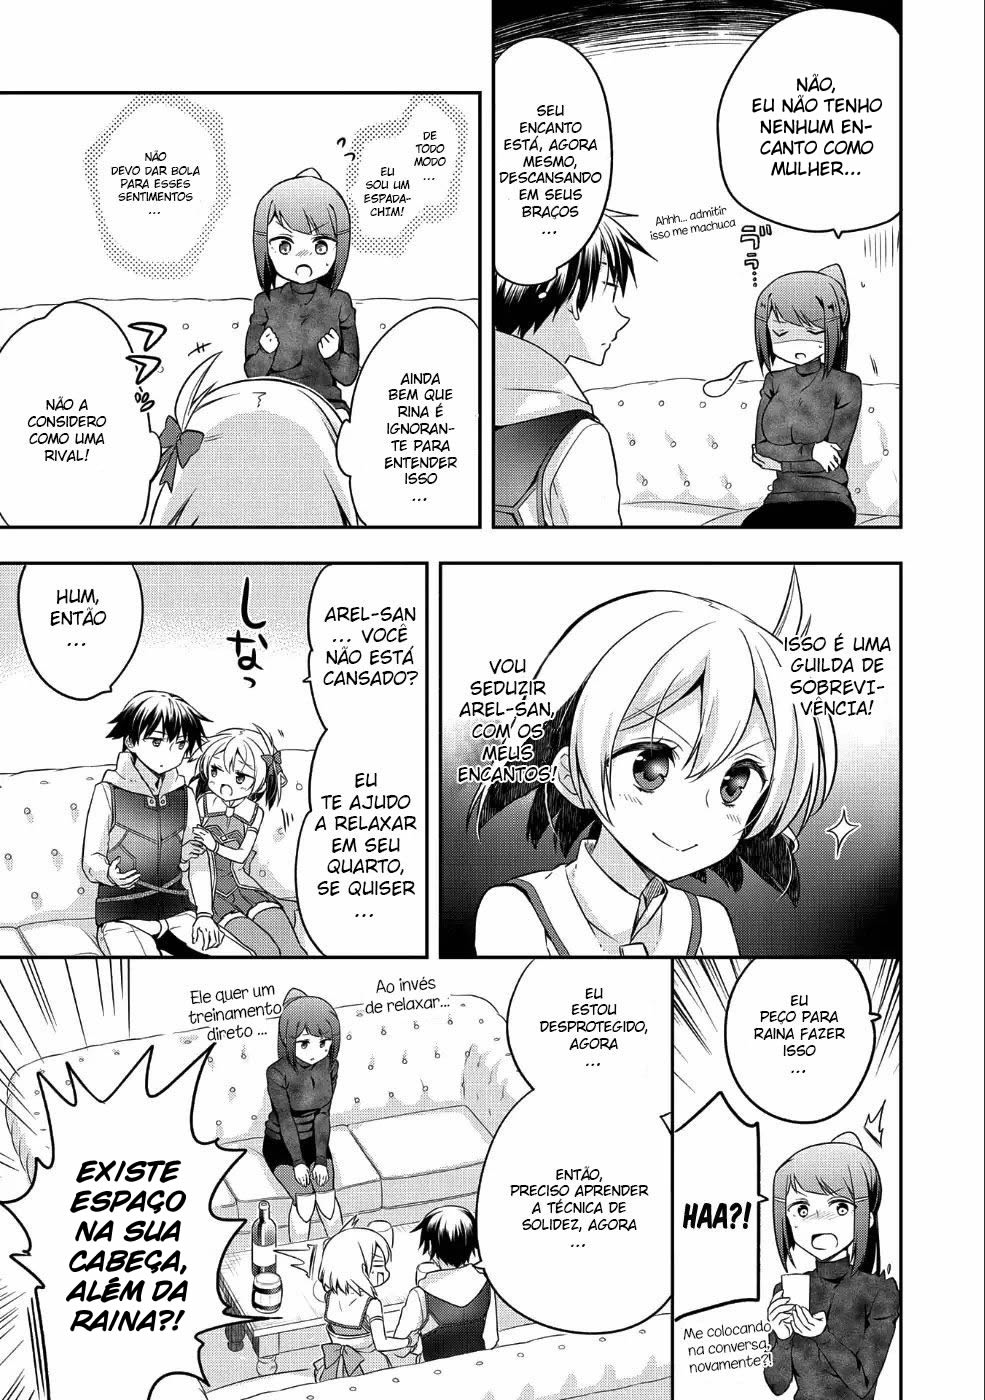 NÃO,
EU NÃO TENHO
NENHUM EN-
CANTO COMO
MULHER...
Ahhh... admitir
isso me machuca
ララ…
SEU
ENCANTO
ESTÁ, AGORA
MESMO,
DESCANSANDO
EM SEUS
BRAÇOS
...
DE
TODO
MODO
...
EU
SOU UM
ESPADA-
CHIM!
NÃO
DEVO DAR BOLA
PARA ESSES
SENTIMENTOS
...
AINDA
BEM QUE
RINA É
IGNORAN-
TE PARA
ENTENDER
ISSO
...
NÃO A
CONSIDERO
COMO UMA
RIVAL!
ISSO É UMA
GUILDA DE
SOBREVI-
VÊNCIA!
VOU
SEDUZIR
AREL-SAN,
COM OS
MEUS
ENCANTOS!
AREL-SAN
... VOCÊ
NÃO ESTÁ
CANSADO?
EU
TE AJUDO
A RELAXAR
EM SEU
QUARTO,
SE QUISER
...
しなっ
HUM,
ENTÃO
...
EU
PEÇO PARA
RAINA FAZER
ISSO
...
HAA?!
Me colocando
na conversa,
novamente?!
EU
ESTOU
DESPROTEGIDO,
AGORA
...
ENTÃO,
PRECISO APRENDER
A TÉCNICA DE
SOLIDEZ, AGORA
...
Ao invés
de relaxar...
Ele quer um
treinamento
direto ...
EXISTE
ESPAÇO
NA SUA
CABEÇA,
ALÉM DA
RAINA?!